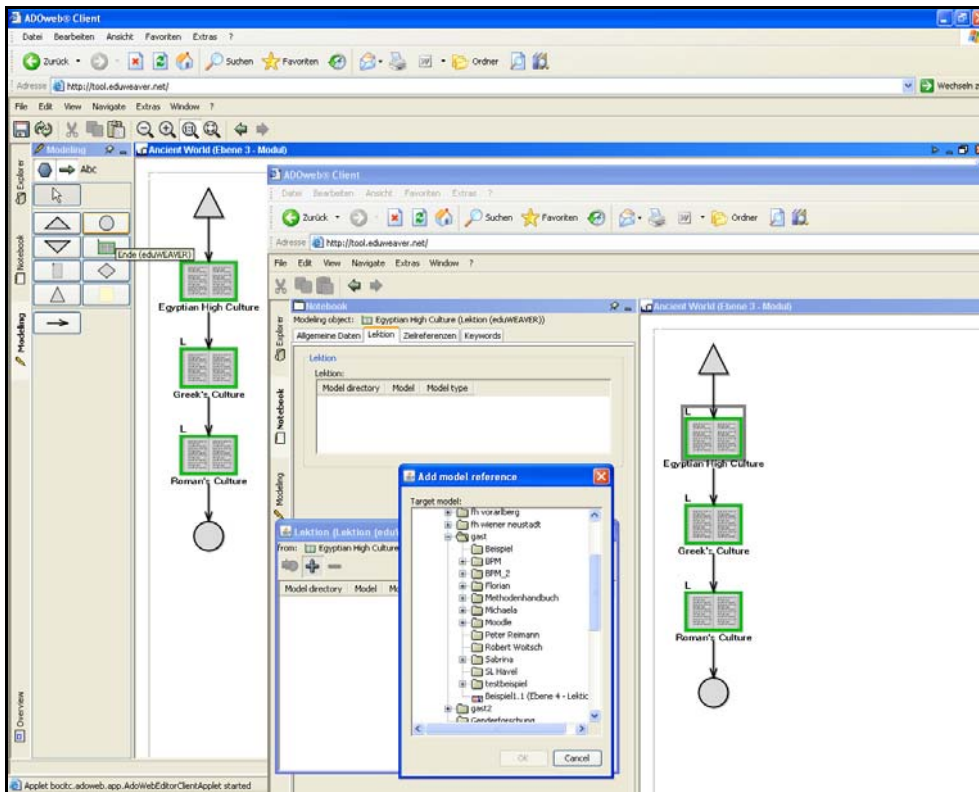 ADOweb® Client
Datei Bearbeiten Ansicht Favoriten Extras ?
Zurück Suchen Favoriten Ordner
Adresse http://tool.eduweaver.net/ Wechseln z
File Edit View Navigate Extras Window ?
Modeling
Ancient World (Ebene 3 - Modul)
Explorer
Notebook
Modeling
Overview
Abc
Ende (eduWEAVER)
Egyptian High Culture
L
Greek's Culture
L
Roman's Culture
Applet boctc.adoweb.app.AdoWebEditorClientApplet started
ADOweb® Client
Datei Bearbeiten Ansicht Favoriten Extras ?
Zurück Suchen Favoriten Ordner
Adresse http://tool.eduweaver.net/
File Edit View Navigate Extras Window ?
Explorer
Notebook
Modeling
Notebook
Modeling object: Egyptian High Culture (Lektion (eduWEAVER))
Allgemeine Daten Lektion Zielreferenzen Keywords
Lektion
Lektion:
Model directory Model Model type
Lektion (Lektion (edu
from: Egyptian High Culture
Model directory Model Mo
Add model reference
Target model:
fh vorarlberg
fh wiener neustadt
gast
Beispiel
BPM
BPM_2
Florian
Methodenhandbuch
Michaela
Moodle
Peter Reimann
Robert Woitsch
Sabrina
SL Havel
testbeispiel
Beispiel1.1 (Ebene 4 - Lektic
gast2
Genderforschung
OK Cancel
Ancient World (Ebene 3 - Modul)
L
Egyptian High Culture
L
Greek's Culture
L
Roman's Culture